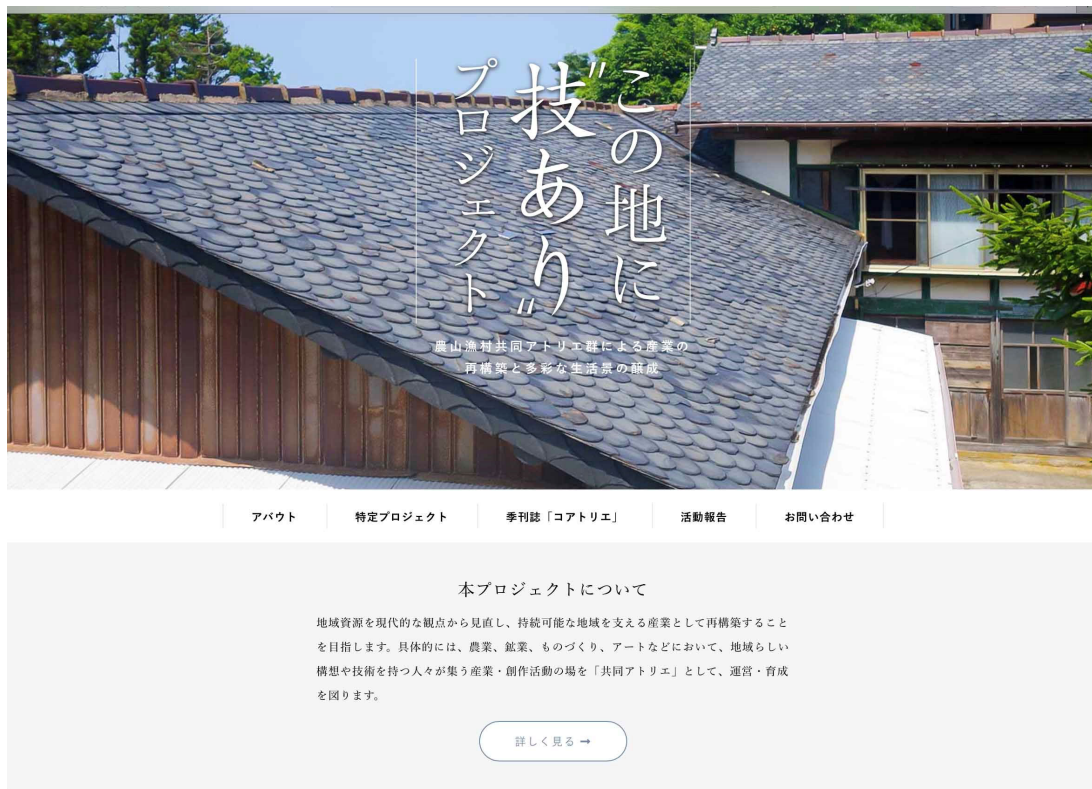 この地に
〝技あり〟
プロジェクト
農山漁村共同アトリエ群による産業の
再構築と多彩な生活景の醸成
アバウト
特定プロジェクト
季刊誌「コアトリエ」
活動報告
お問い合わせ
本プロジェクトについて
地域資源を現代的な観点から見直し、持続可能な地域を支える産業として再構築すること
を目指します。具体的には、農業、鉱業、ものづくり、アートなどにおいて、地域らしい
構想や技術を持つ人々が集う産業・創作活動の場を「共同アトリエ」として、運営・育成
を図ります。
詳しく見る ➞